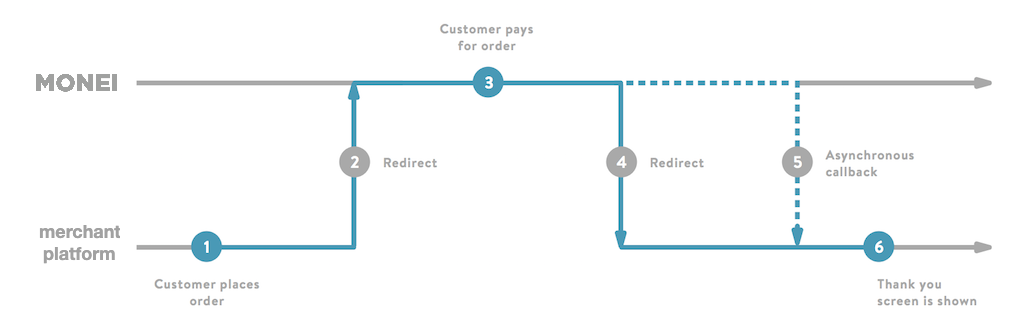 Customer pays
for order
MONEI
3
2
Redirect
4
Redirect
5
Asynchronous
callback
merchant
platform
1
6
Customer places
order
Thank you
screen is shown